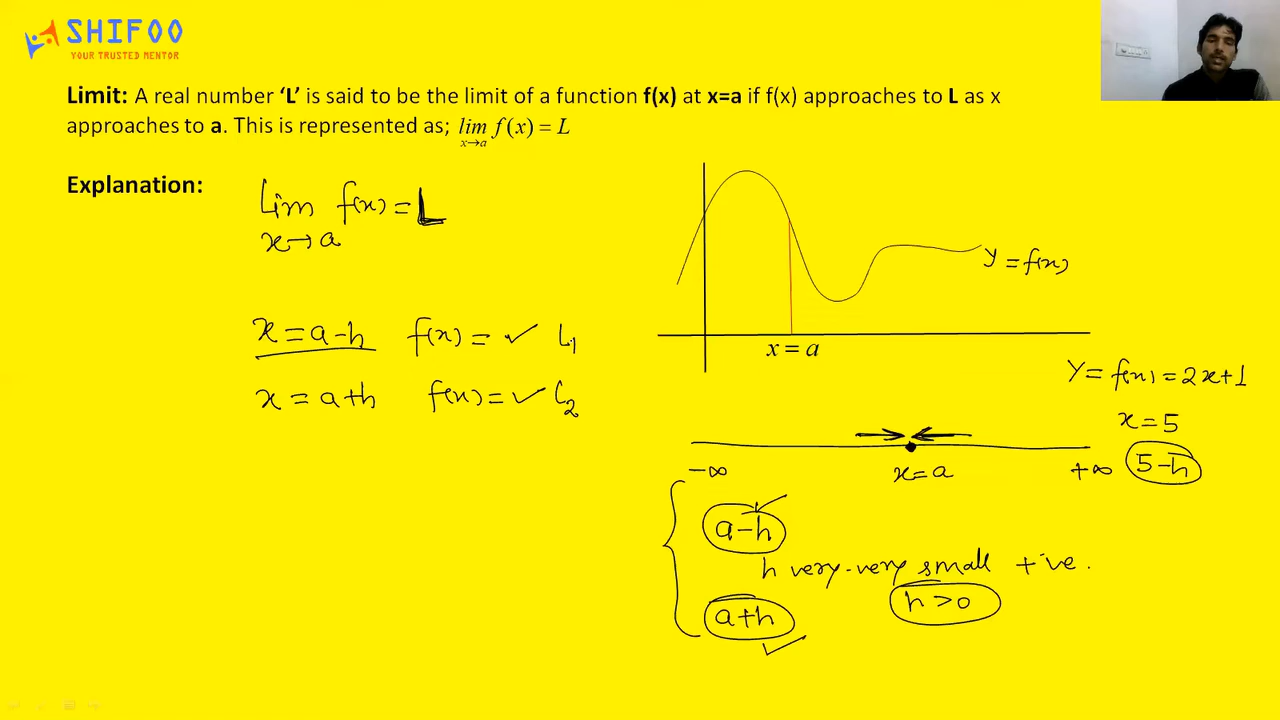 SHIFOO
YOUR TRUSTED MENTOR
Limit: A real number ‘L’ is said to be the limit of a function f(x) at x=a if f(x) approaches to L as x
approaches to a. This is represented as; lim x→a f(x) = L
Explanation:
Lim f(x) = L
x→a
x = a-h f(x) = ✓ L1
x = a+h f(x) = ✓ L2
y = f(x)
x = a
Y = f(x) = 2x+1
x = 5
5-h
-∞ x=a +∞
a-h
h very-very small +ive.
h>0
a+h